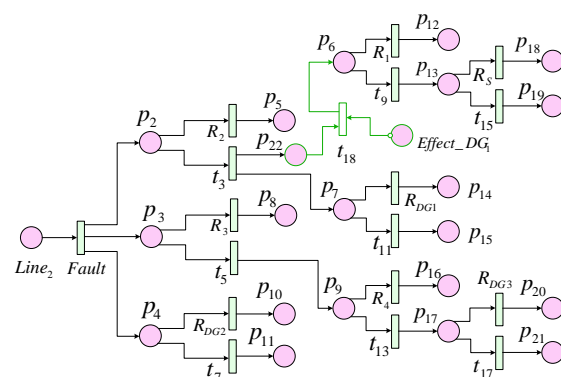 p12
p6
R1
p18
p13
RS
t9
p19
t15
p5
p2
R2
p22
t18
Effect_DG1
t3
p7
p14
RDG1
p8
p3
R3
t11
p15
t5
Line2
Fault
p16
p9
R4
RDG3
p20
p10
p4
RDG2
p17
t13
p11
p21
t7
t17